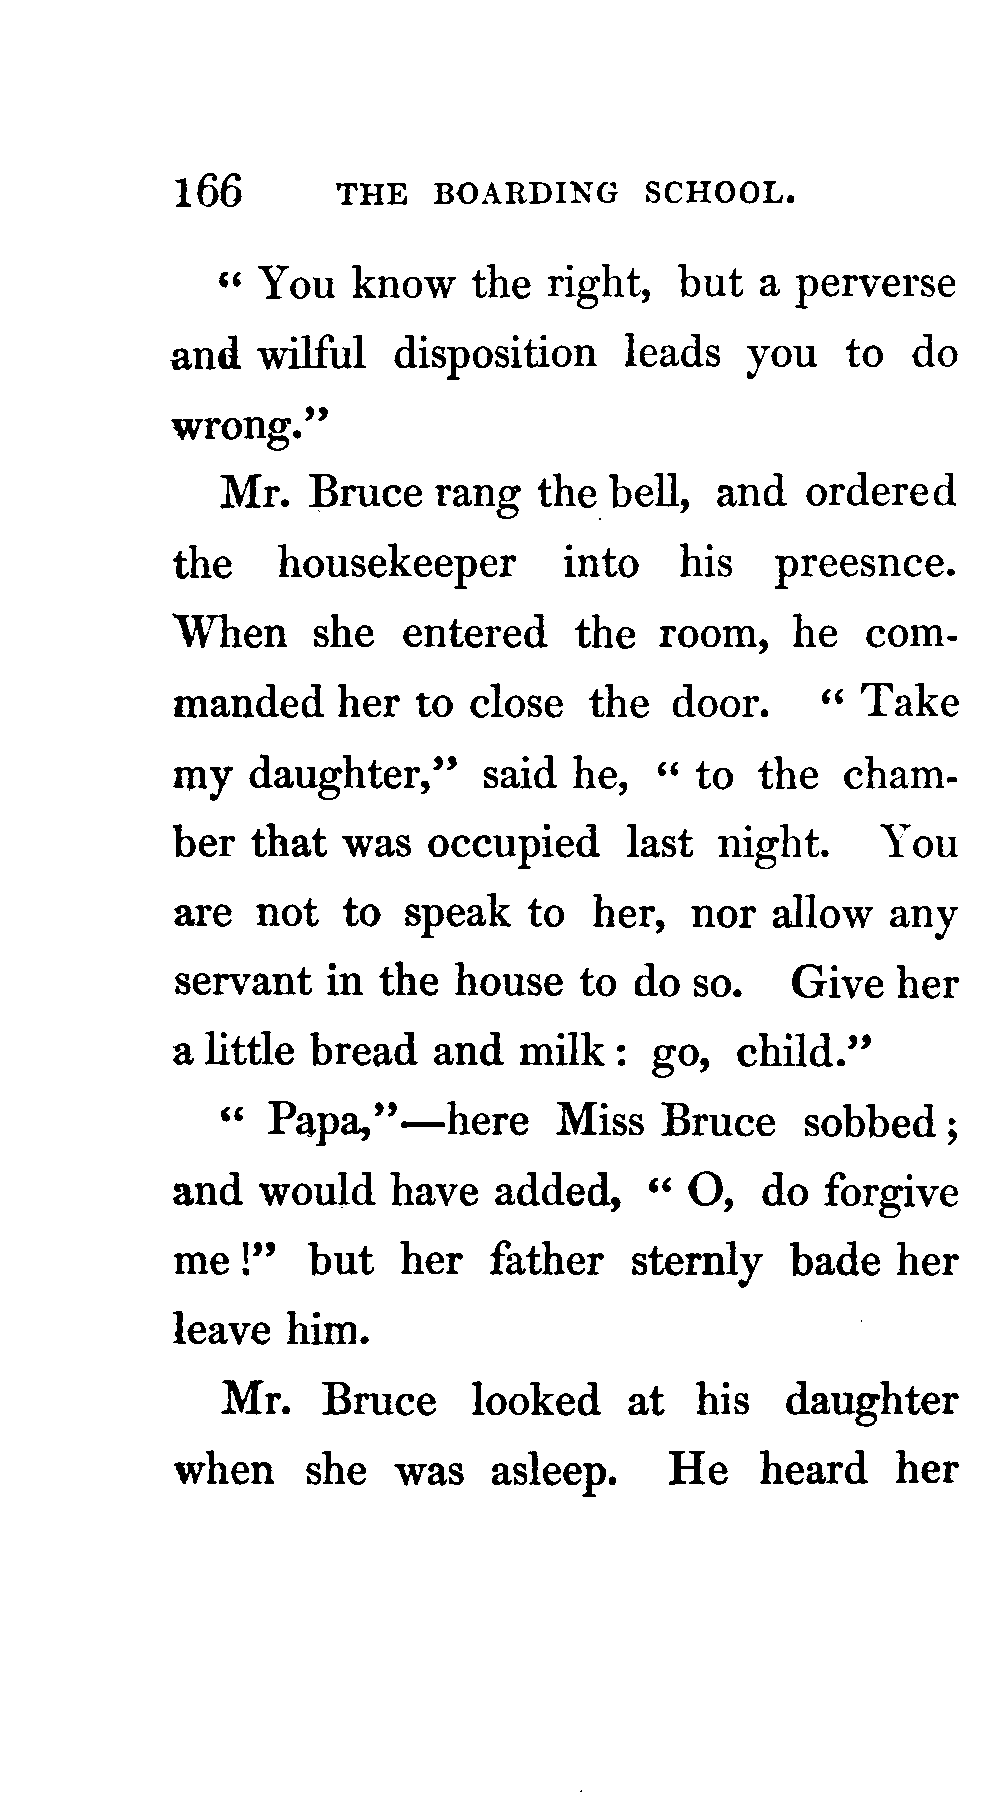 166 THE BOARDING SCHOOL.
“ You know the right, but a perverse
and wilful disposition leads you to do
wrong.”
Mr. Bruce rang the bell, and ordered
the housekeeper into his preesnce.
When she entered the room, he com-
manded her to close the door. “ Take
my daughter,” said he, “ to the cham-
ber that was occupied last night. You
are not to speak to her, nor allow any
servant in the house to do so. Give her
a little bread and milk : go, child.”
“ Papa,”—here Miss Bruce sobbed ;
and would have added, “ O, do forgive
me !” but her father sternly bade her
leave him.
Mr. Bruce looked at his daughter
when she was asleep. He heard her